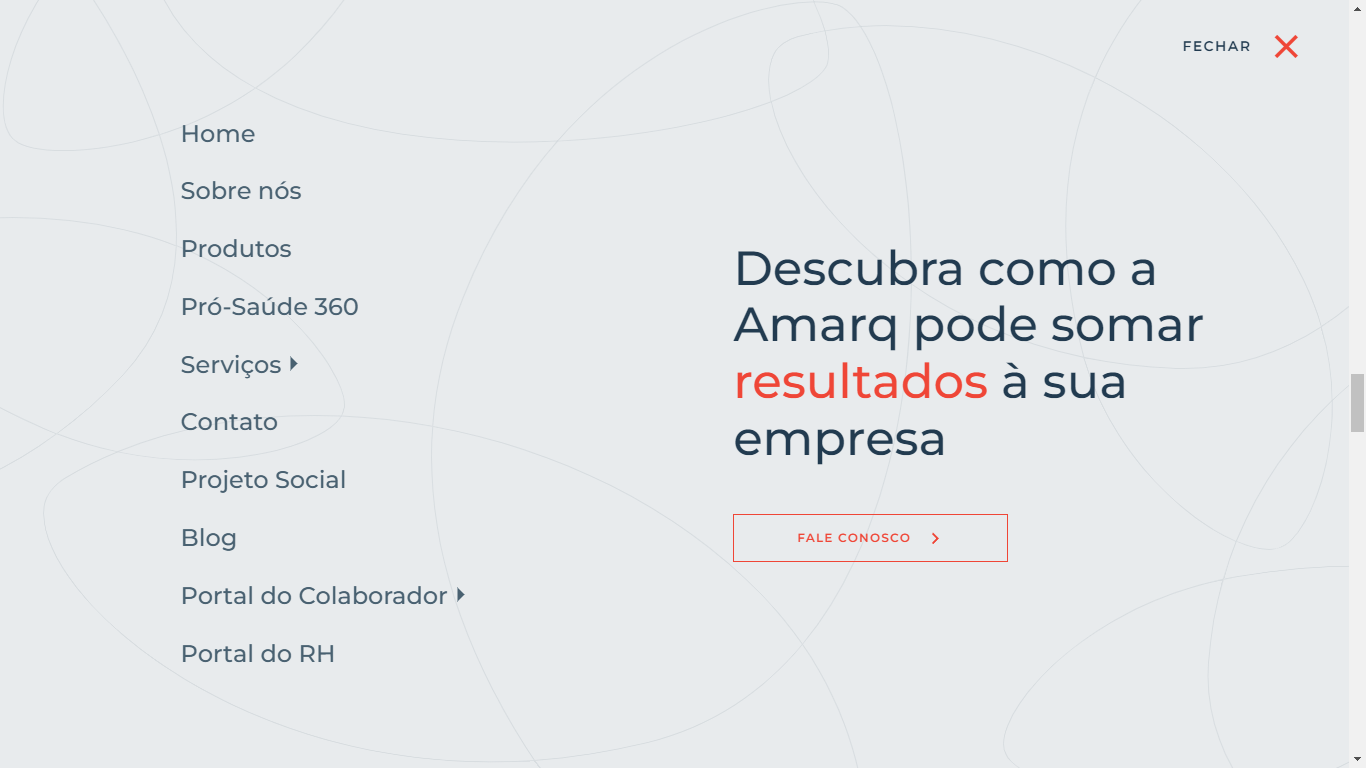 FECHAR
Home
Sobre nós
Produtos
Pró-Saúde 360
Serviços
Contato
Projeto Social
Blog
Portal do Colaborador
Portal do RH
Descubra como a
Amarq pode somar
resultados à sua
empresa
FALE CONOSCO